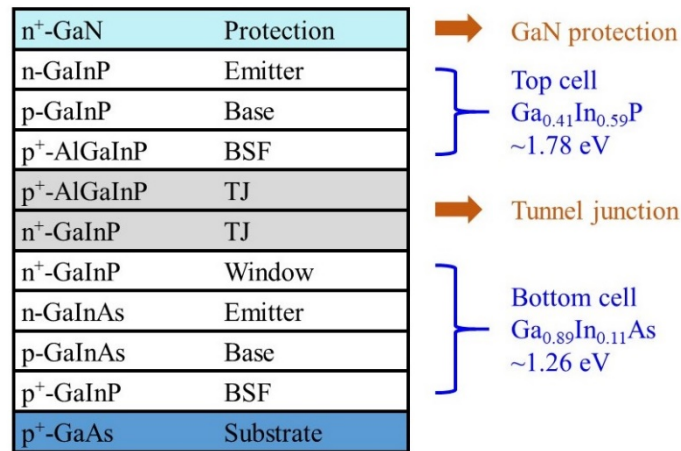 n⁺-GaN Protection
n-GaInP Emitter
p-GaInP Base
p⁺-AlGaInP BSF
p⁺-AlGaInP TJ
n⁺-GaInP TJ
n⁺-GaInP Window
n-GaInAs Emitter
p-GaInAs Base
p⁺-GaInP BSF
p⁺-GaAs Substrate
GaN protection
Top cell
Ga₀.₄₁In₀.₅₉P
~1.78 eV
Tunnel junction
Bottom cell
Ga₀.₈₉In₀.₁₁As
~1.26 eV